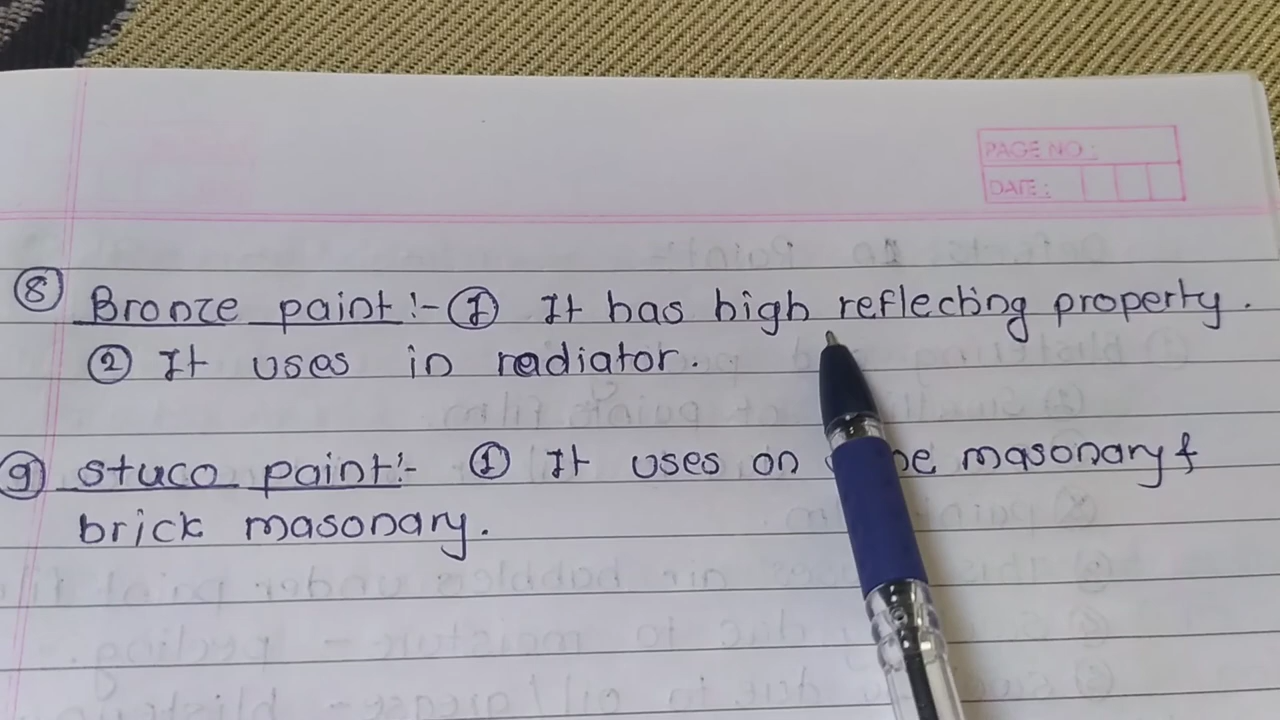 PAGE NO.:
DATE:
⑧ Bronze paint:- ① It has high reflecting property.
② It uses in radiator.
⑨ stuco paint:- ① It uses on masonary &
brick masonary.